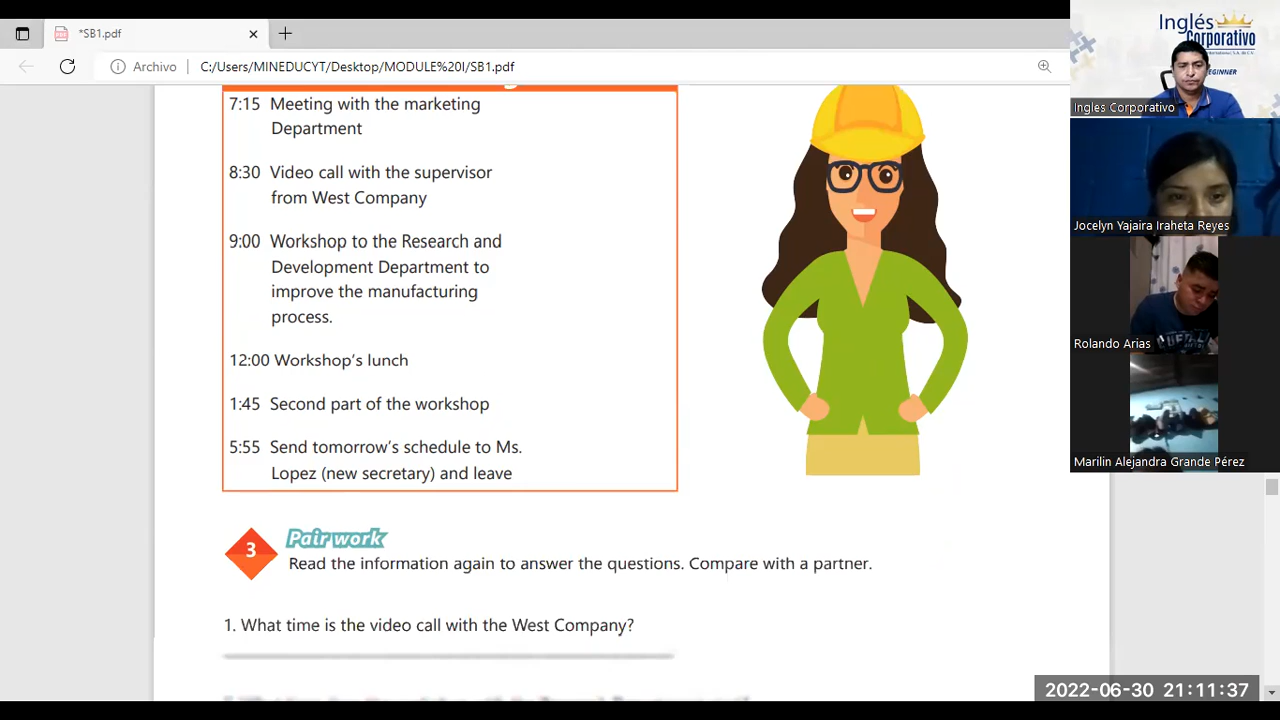 *SB1.pdf
Archivo
C:/Users/MINEDUCYT/Desktop/MODULE%20I/SB1.pdf
7:15 Meeting with the marketing
Department
8:30 Video call with the supervisor
from West Company
9:00 Workshop to the Research and
Development Department to
improve the manufacturing
process.
12:00 Workshop's lunch
1:45 Second part of the workshop
5:55 Send tomorrow's schedule to Ms.
Lopez (new secretary) and leave
3
Pair work
Read the information again to answer the questions. Compare with a partner.
1. What time is the video call with the West Company?
Inglés
Corporativo
Ingles Corporativo
Jocelyn Yajaira Iraheta Reyes
Rolando Arias
Marilin Alejandra Grande Pérez
2022-06-30 21:11:37